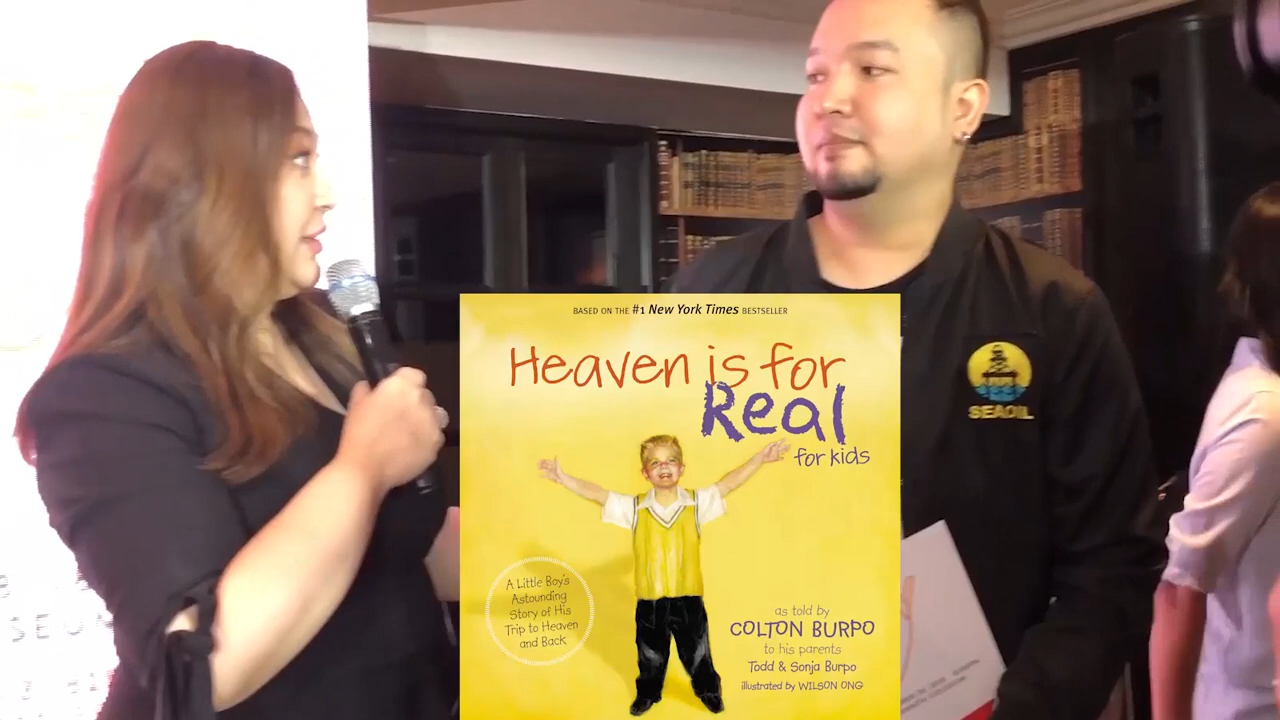 BASED ON THE #1 New York Times BESTSELLER
Heaven is for
Real
for kids
SEAOIL
A Little Boy's
Astounding
Story of His
Trip to Heaven
and Back
as told by
COLTON BURPO
to his parents
Todd & Sonja Burpo
illustrated by WILSON ONG